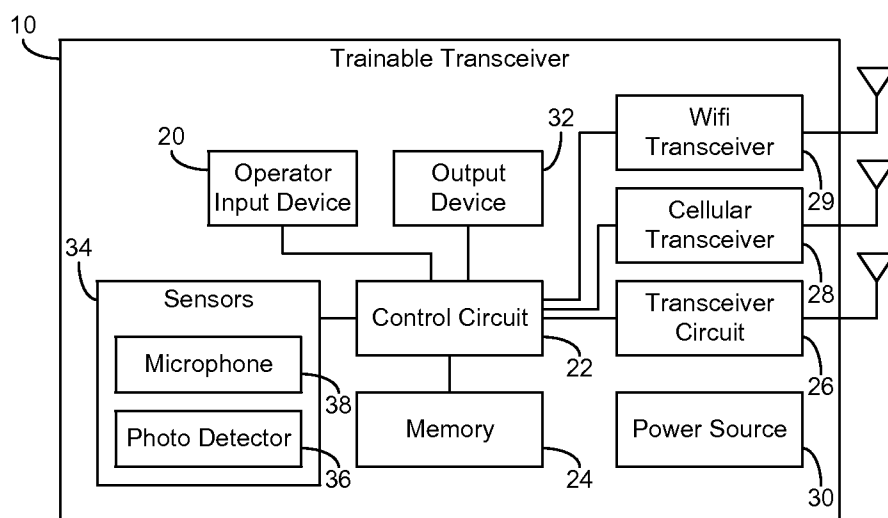 10
Trainable Transceiver
20
Operator
Input Device
32
Output
Device
Wifi
Transceiver
29
Cellular
Transceiver
28
34
Sensors
Microphone
38
Photo Detector
36
Control Circuit
22
Transceiver
Circuit
26
Memory
24
Power Source
30